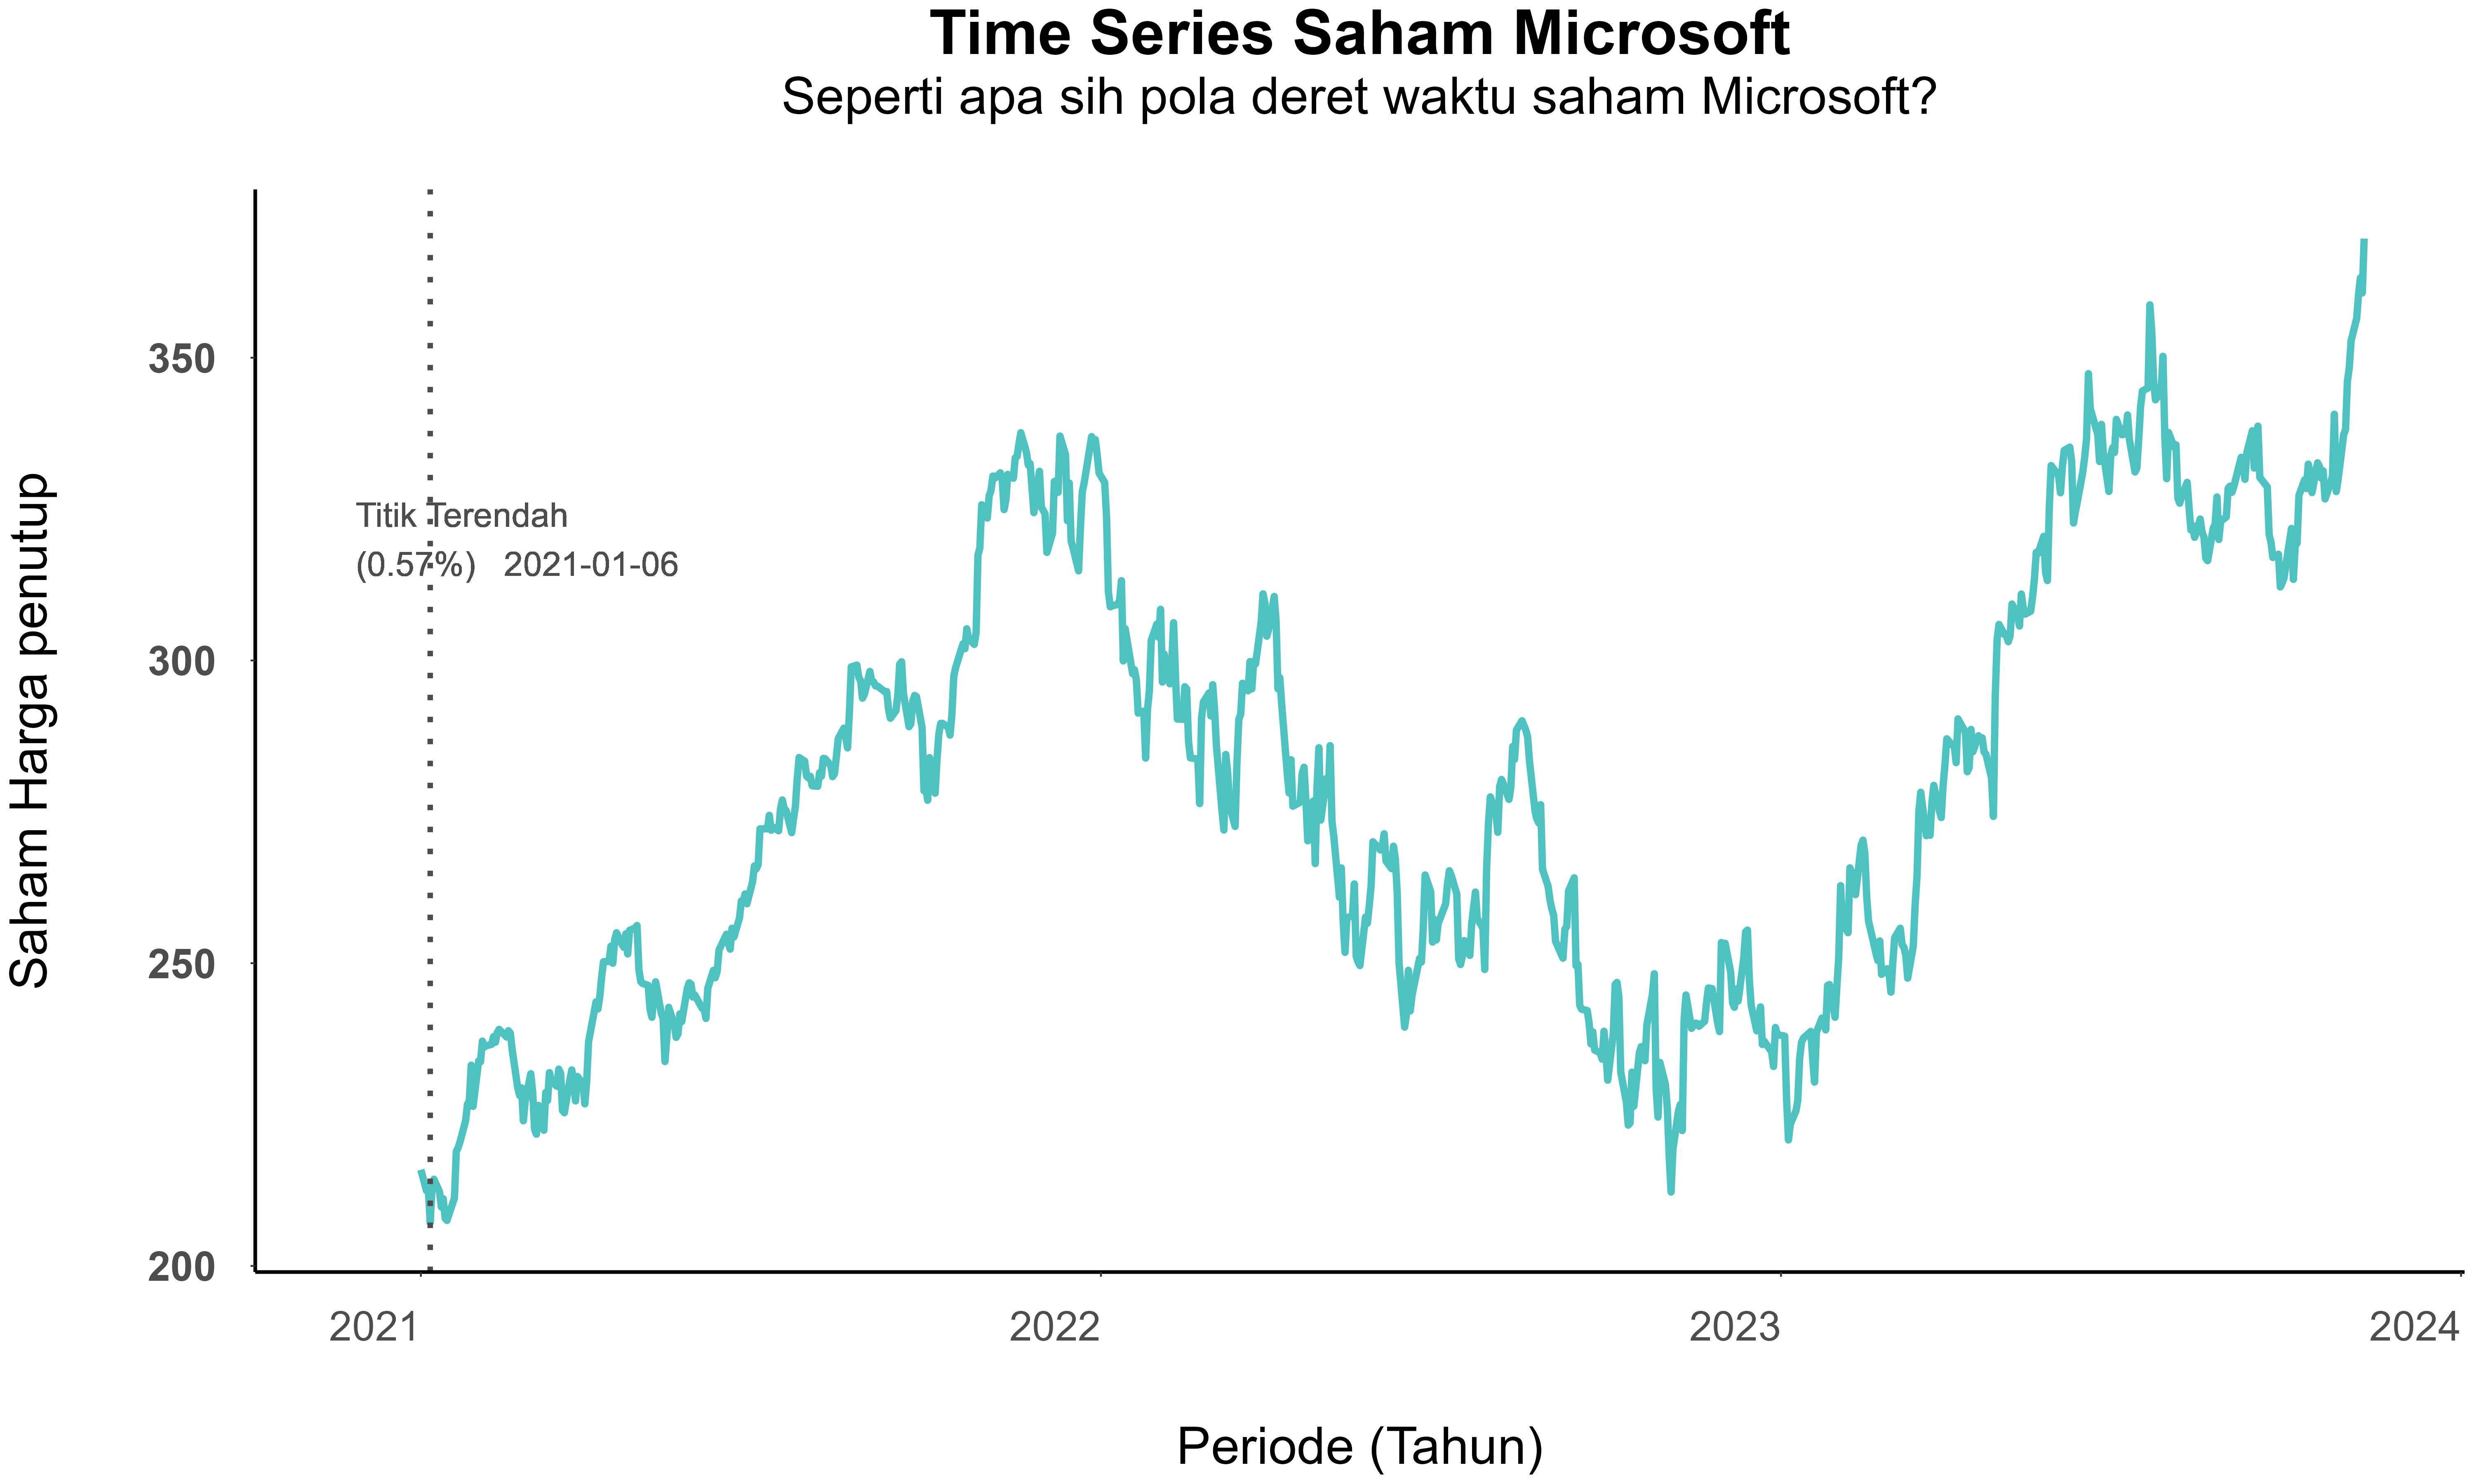 Time Series Saham Microsoft
Seperti apa sih pola deret waktu saham Microsoft?
Saham Harga penutup
350
300
250
200
Titik Terendah
(0.57%) 2021-01-06
2021 2022 2023 2024
Periode (Tahun)